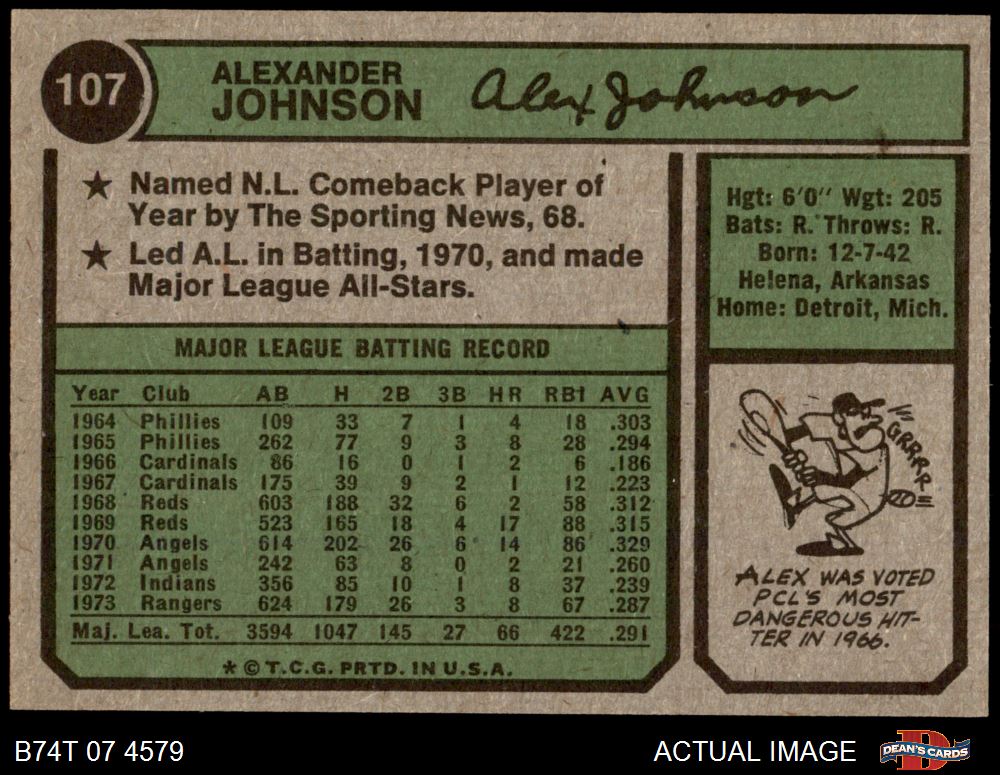 107
ALEXANDER
JOHNSON
Alex Johnson
★ Named N.L. Comeback Player of
Year by The Sporting News, 68.
★ Led A.L. in Batting, 1970, and made
Major League All-Stars.
Hgt: 6'0" Wgt: 205
Bats: R. Throws: R.
Born: 12-7-42
Helena, Arkansas
Home: Detroit, Mich.
MAJOR LEAGUE BATTING RECORD
Year Club AB H 2B 3B HR RBI AVG
1964 Phillies 109 33 7 1 4 18 .303
1965 Phillies 262 77 9 3 8 28 .294
1966 Cardinals 86 16 0 1 2 6 .186
1967 Cardinals 175 39 9 2 1 12 .223
1968 Reds 603 188 32 6 2 58 .312
1969 Reds 523 165 18 4 17 88 .315
1970 Angels 614 202 26 6 14 86 .329
1971 Angels 242 63 8 0 2 21 .260
1972 Indians 356 85 10 1 8 37 .239
1973 Rangers 624 179 26 3 8 67 .287
Maj. Lea. Tot. 3594 1047 145 27 66 422 .291
* © T.C.G. PRTD. IN U.S.A.
GRRRR
ALEX WAS VOTED
PCL'S MOST
DANGEROUS HIT-
TER IN 1966.
B74T 07 4579
ACTUAL IMAGE
D
DEAN'S CARDS